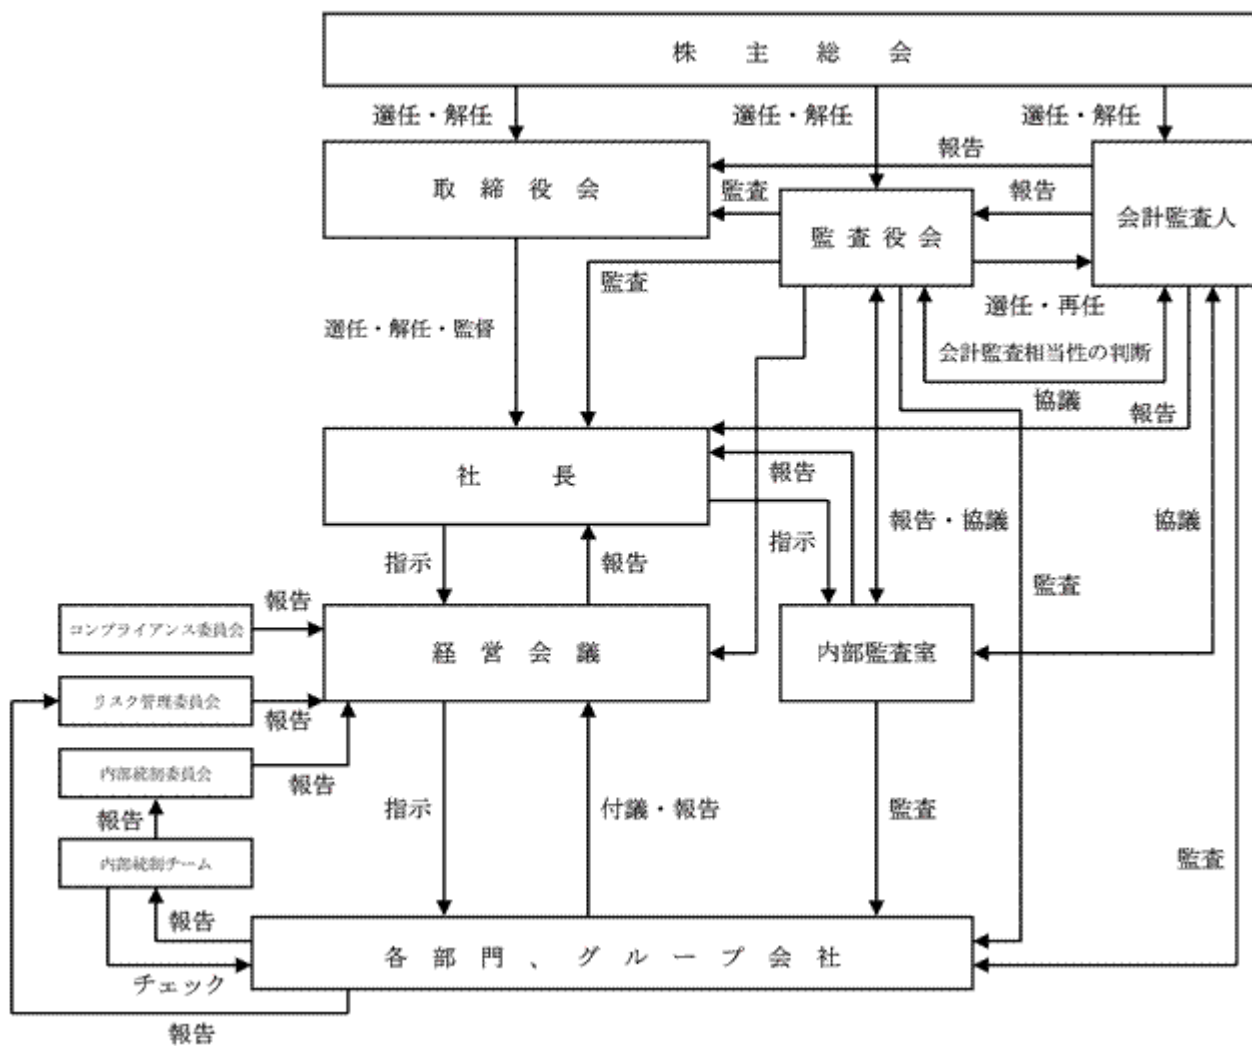 株主総会
選任・解任
選任・解任
選任・解任
報告
取締役会
監査
報告
会計監査人
監査役会
監査
選任・再任
選任・解任・監督
会計監査相当性の判断
協議
報告
社長
報告
報告・協議
協議
指示
指示
報告
監査
報告
コンプライアンス委員会
経営会議
内部監査室
リスク管理委員会
報告
内部統制委員会
報告
指示
付議・報告
監査
報告
内部統制チーム
監査
報告
各部門、グループ会社
チェック
報告